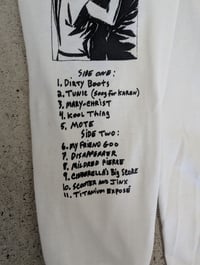 SIDE ONE:
1. DIRTY BOOTS
2. TUNIC (SONG FOR KAREN)
3. MARY-CHRIST
4. KOOL THING
5. MOTE
SIDE TWO:
6. MY FRIEND GOO
7. DISAPPEARER
8. MILDRED PIERCE
9. CINDERELLA'S BIG SCORE
10. SCOOTER AND JINX
11. TITANIUM EXPOSÉ